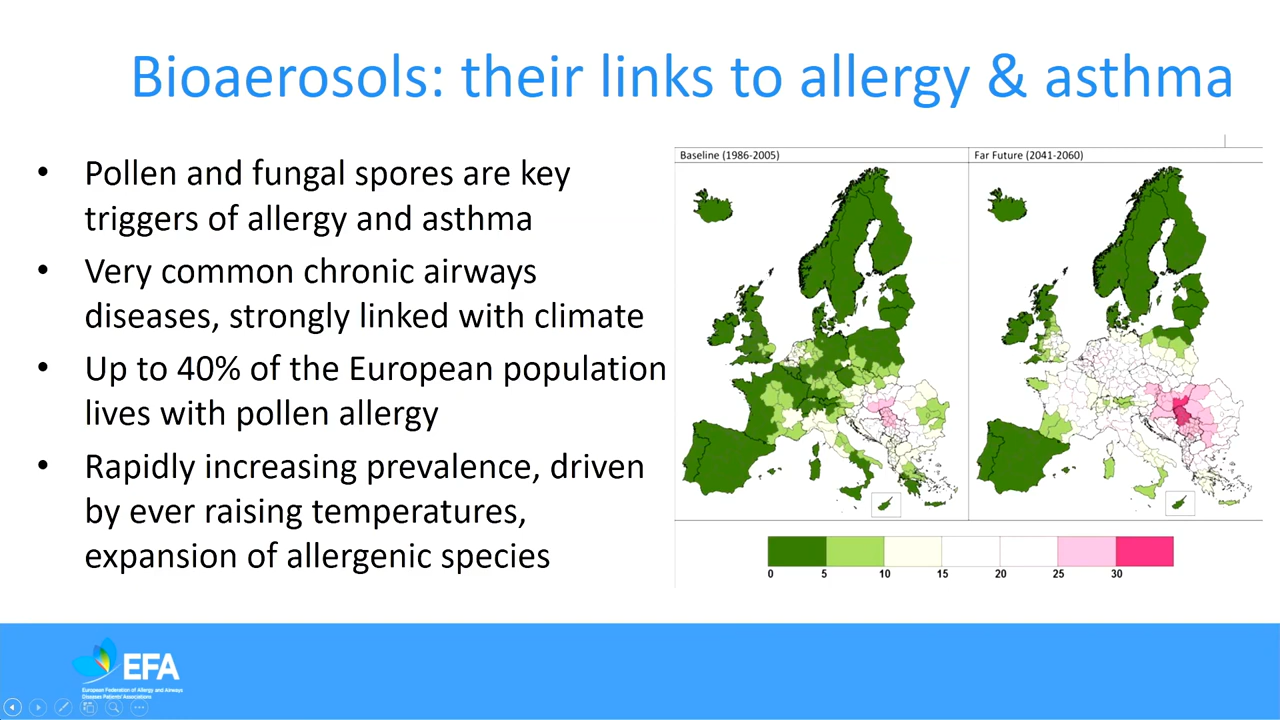 Bioaerosols: their links to allergy & asthma
• Pollen and fungal spores are key
triggers of allergy and asthma
• Very common chronic airways
diseases, strongly linked with climate
• Up to 40% of the European population
lives with pollen allergy
• Rapidly increasing prevalence, driven
by ever raising temperatures,
expansion of allergenic species
Baseline (1986-2005)
Far Future (2041-2060)
0 5 10 15 20 25 30
EFA
European Federation of Allergy and Airways
Diseases Patients' Associations